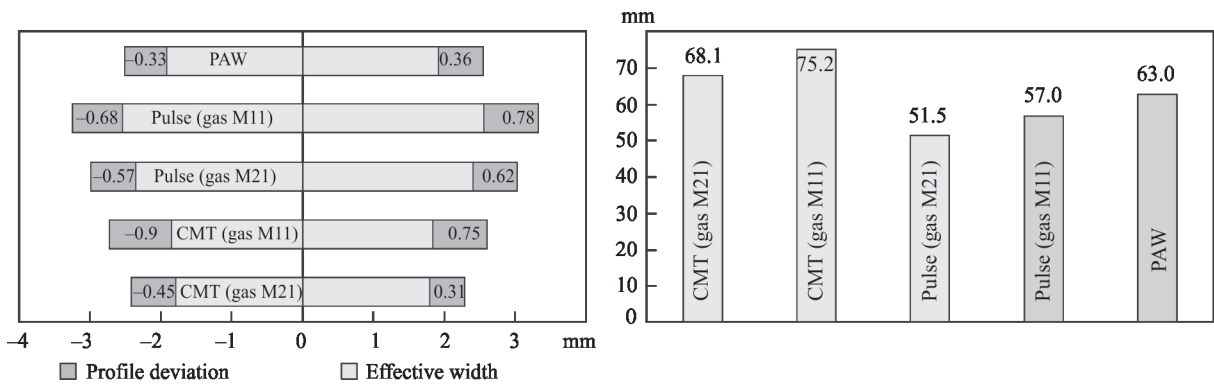 –0.33 PAW 0.36
–0.68 Pulse (gas M11) 0.78
–0.57 Pulse (gas M21) 0.62
–0.9 CMT (gas M11) 0.75
–0.45 CMT (gas M21) 0.31
–4 –3 –2 –1 0 1 2 3 mm
Profile deviation
Effective width
mm
70
60
50
40
30
20
10
0
68.1
75.2
51.5
57.0
63.0
CMT (gas M21)
CMT (gas M11)
Pulse (gas M21)
Pulse (gas M11)
PAW